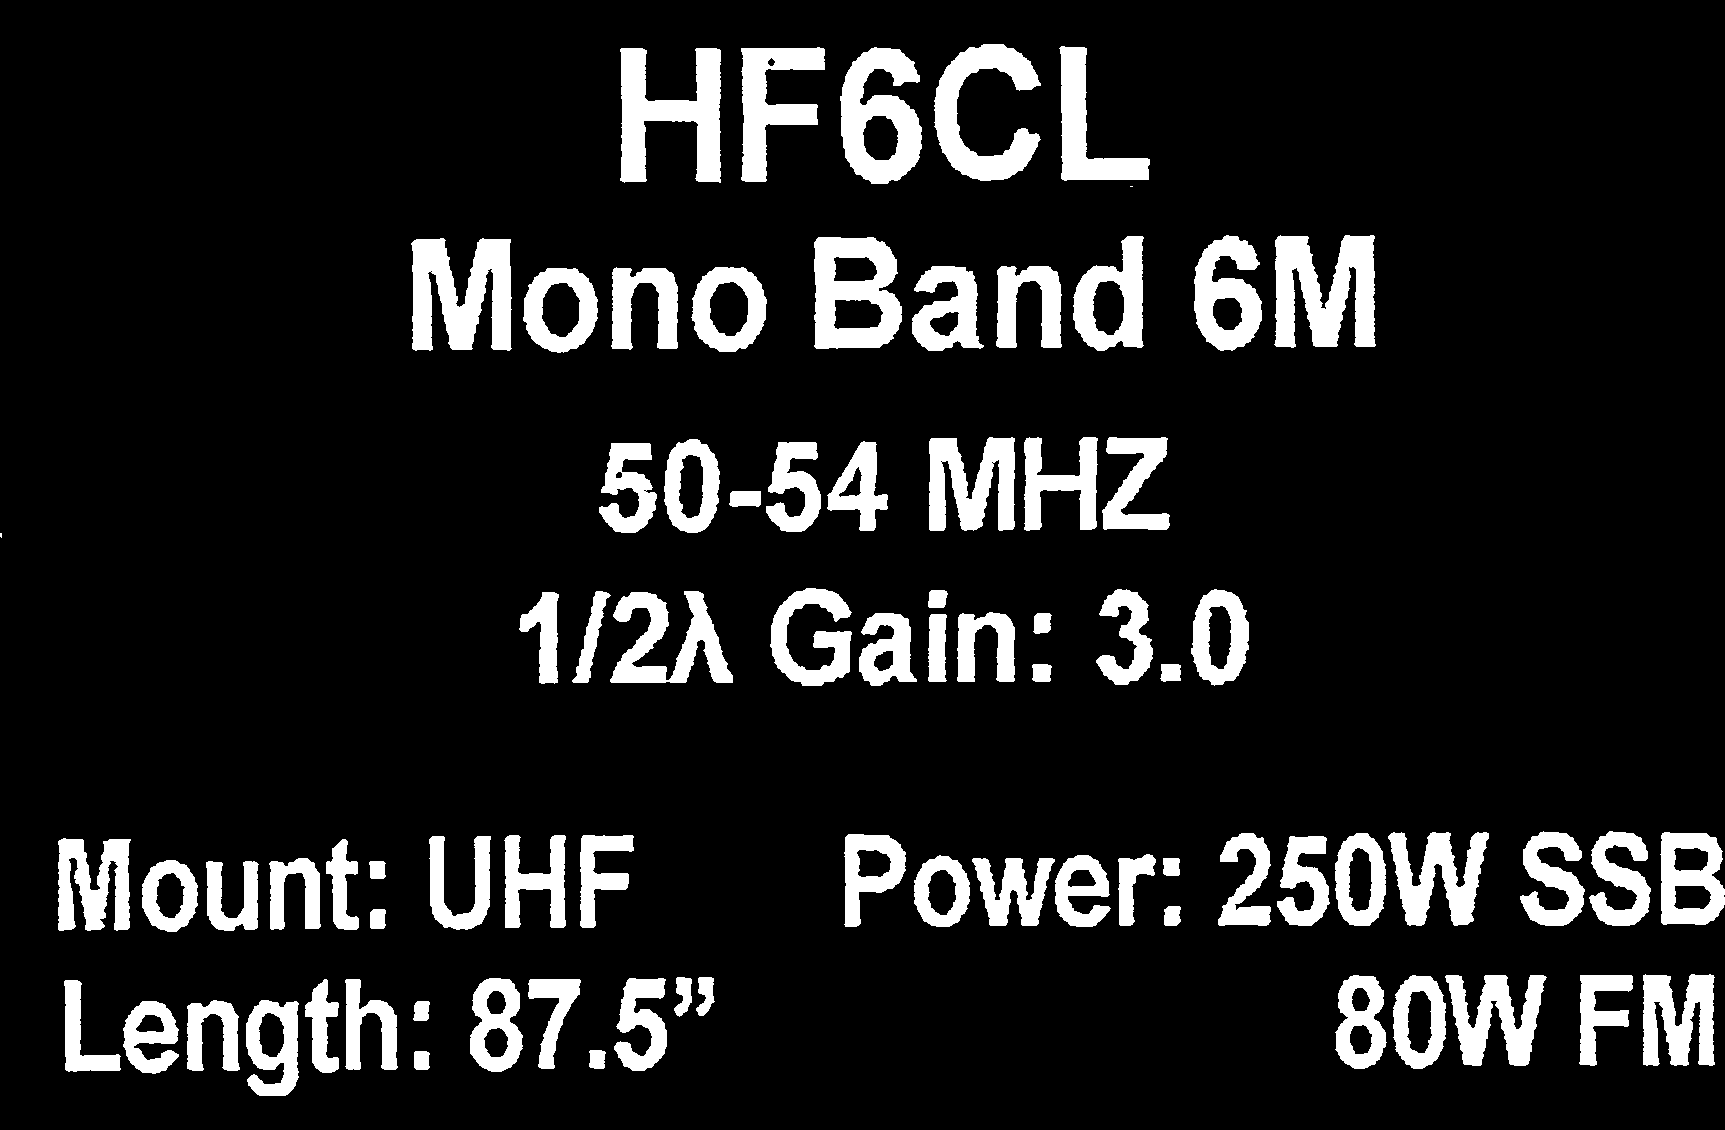 HF6CL
Mono Band 6M
50-54 MHZ
1/2λ Gain: 3.0
Mount: UHF Power: 250W SSB
Length: 87.5” 80W FM